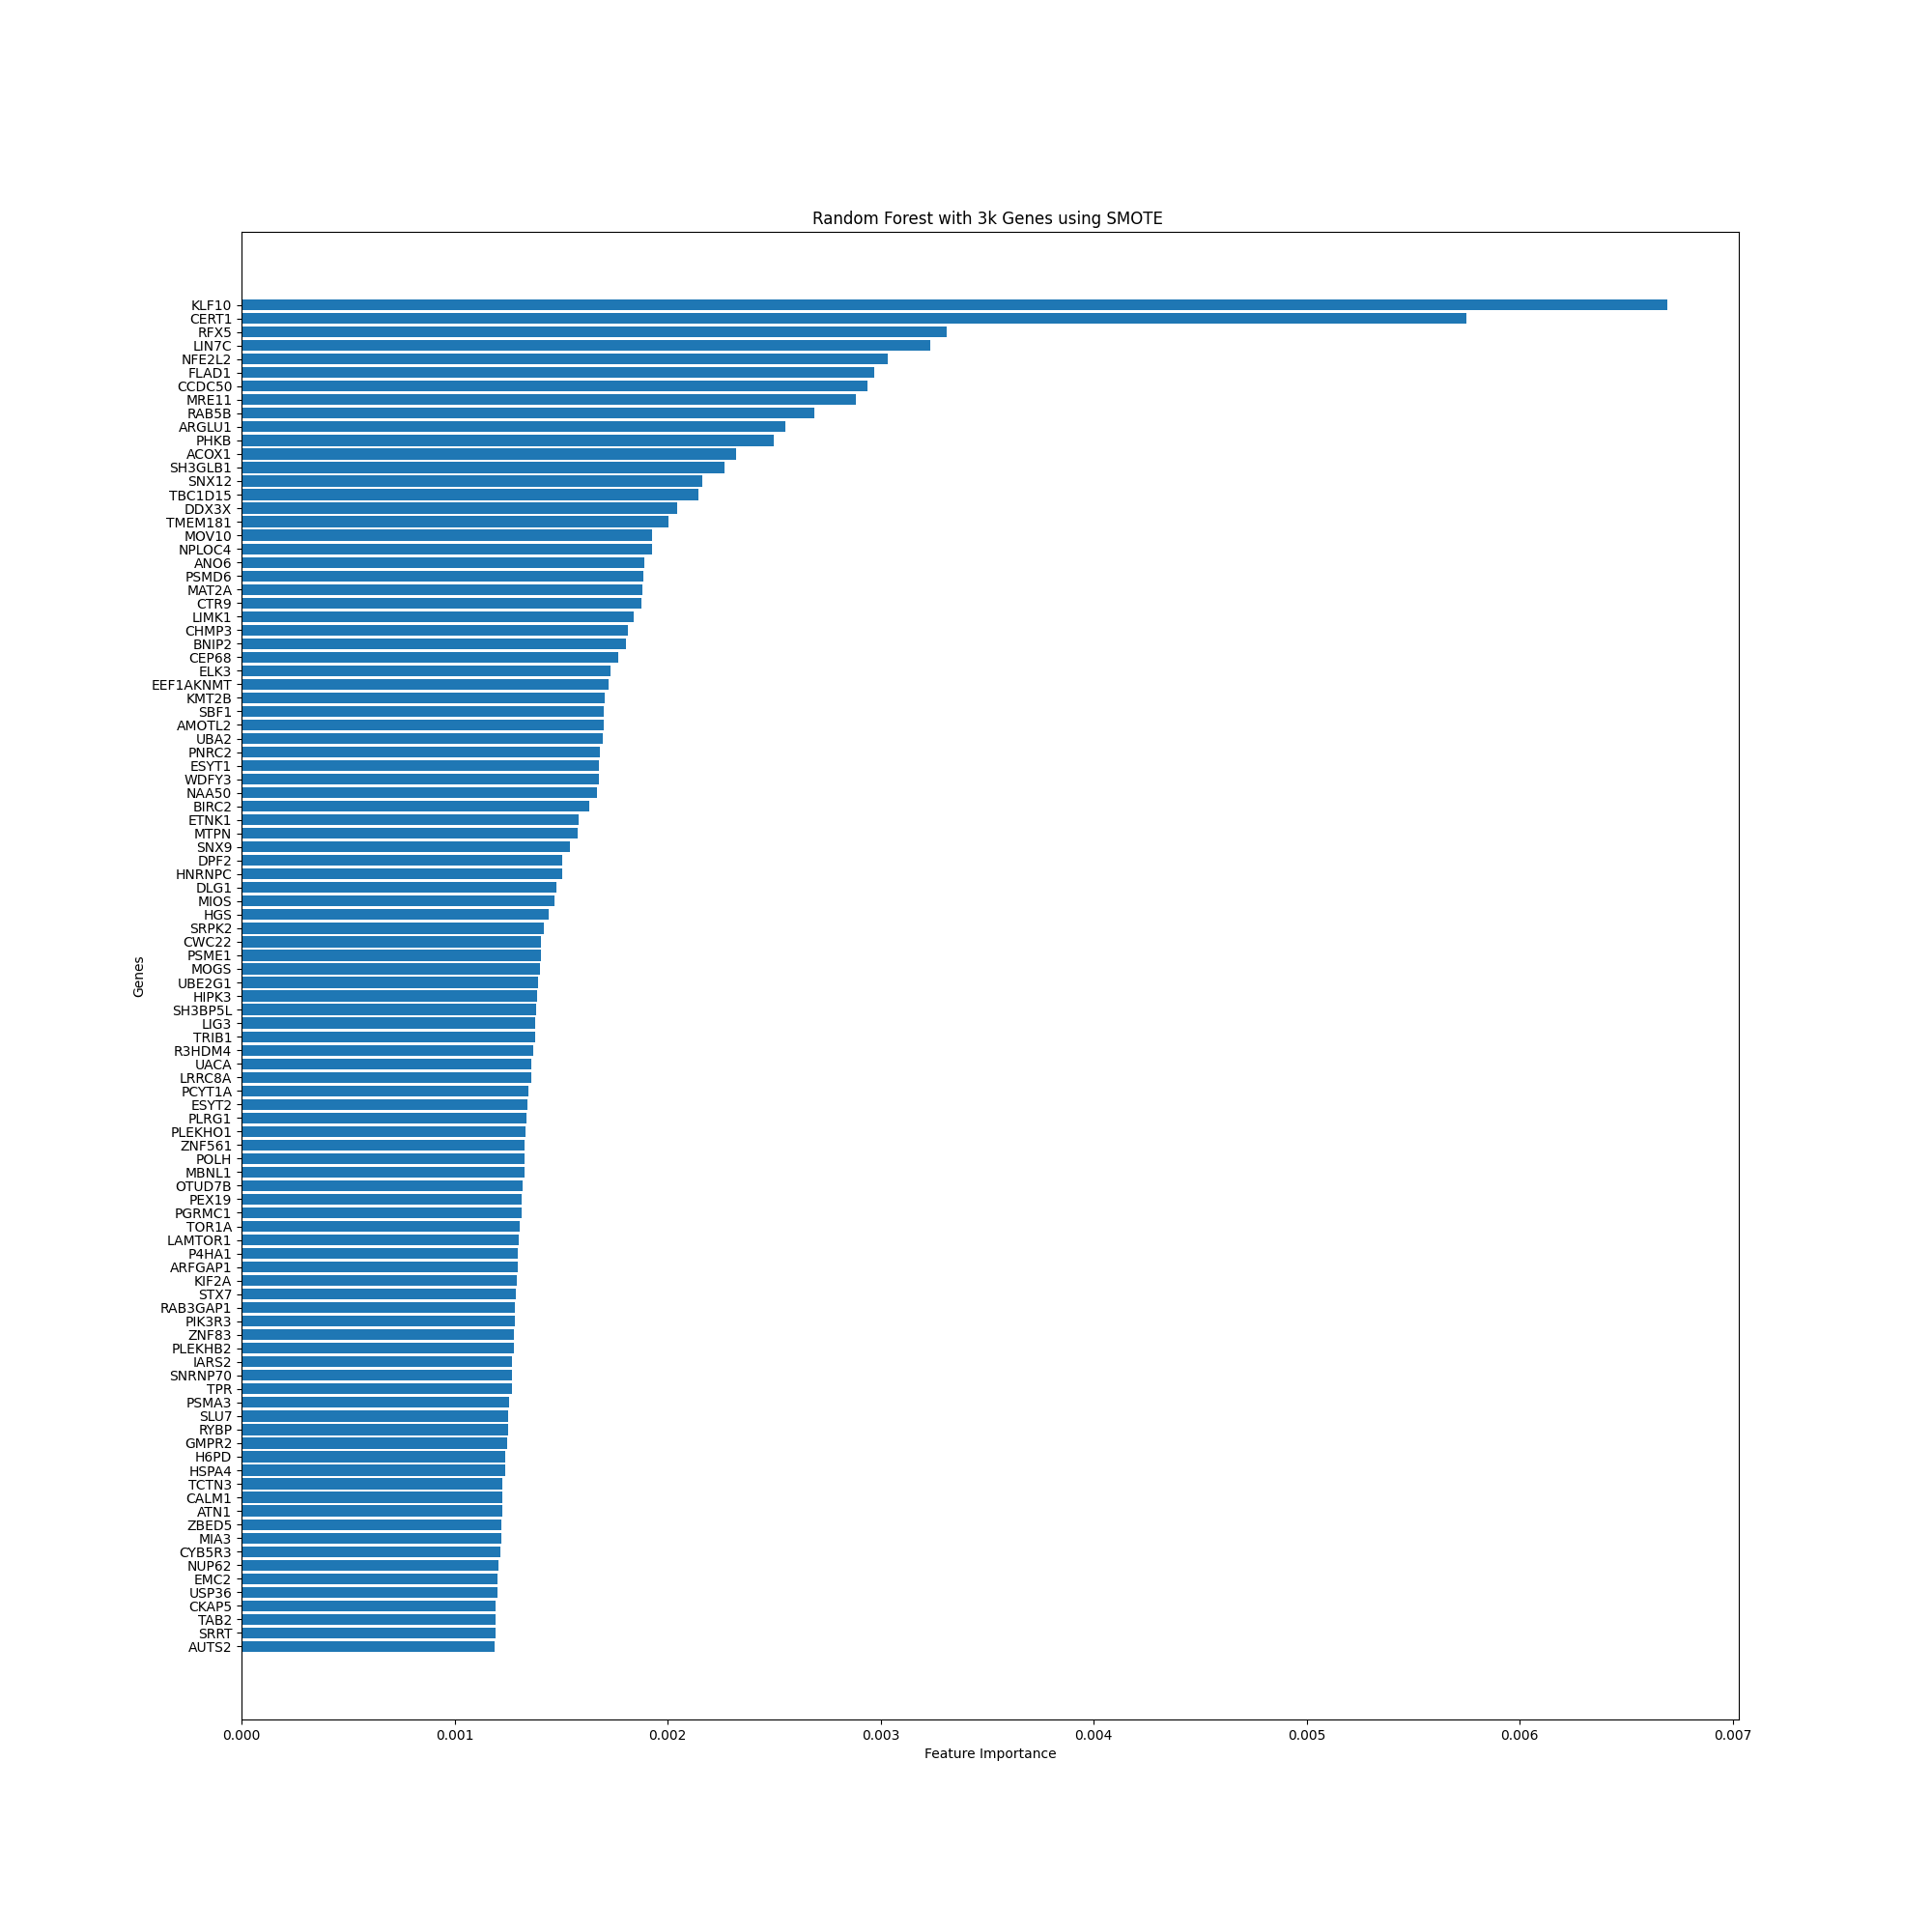 Random Forest with 3k Genes using SMOTE
KLF10
CERT1
RFX5
LIN7C
NFE2L2
FLAD1
CCDC50
MRE11
RAB5B
ARGLU1
PHKB
ACOX1
SH3GLB1
SNX12
TBC1D15
DDX3X
TMEM181
MOV10
NPLOC4
ANO6
PSMD6
MAT2A
CTR9
LIMK1
CHMP3
BNIP2
CEP68
ELK3
EEF1AKNMT
KMT2B
SBF1
AMOTL2
UBA2
PNRC2
ESYT1
WDFY3
NAA50
BIRC2
ETNK1
MTPN
SNX9
DPF2
HNRNPC
DLG1
MIOS
HGS
SRPK2
CWC22
PSME1
MOGS
UBE2G1
HIPK3
SH3BP5L
LIG3
TRIB1
R3HDM4
UACA
LRRC8A
PCYT1A
ESYT2
PLRG1
PLEKHO1
ZNF561
POLH
MBNL1
OTUD7B
PEX19
PGRMC1
TOR1A
LAMTOR1
P4HA1
ARFGAP1
KIF2A
STX7
RAB3GAP1
PIK3R3
ZNF83
PLEKHB2
IARS2
SNRNP70
TPR
PSMA3
SLU7
RYBP
GMPR2
H6PD
HSPA4
TCTN3
CALM1
ATN1
ZBED5
MIA3
CYB5R3
NUP62
EMC2
USP36
CKAP5
TAB2
SRRT
AUTS2
Genes
0.000 0.001 0.002 0.003 0.004 0.005 0.006 0.007
Feature Importance